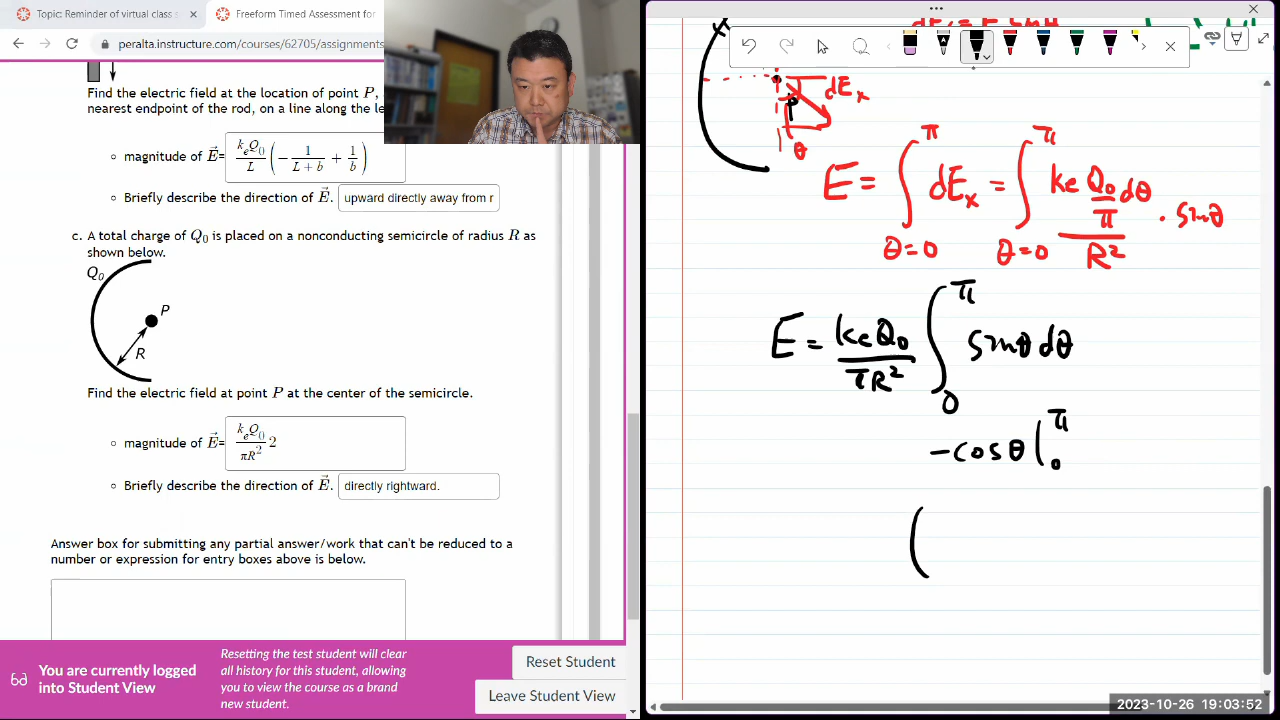 Topic: Reminder of virtual class s
Freeform Timed Assessment for
peralta.instructure.com/courses/62705/assignments
Find the electric field at the location of point P,
nearest point of the rod, on a line along the le
magnitude of E⃗= k_e Q_0 / L ( − 1/(L + b) + 1/b )
Briefly describe the direction of E⃗. upward directly away from r
c. A total charge of Q_0 is placed on a nonconducting semicircle of radius R as
shown below.
Q_0
P
R
Find the electric field at point P at the center of the semicircle.
magnitude of E⃗= k_e Q_0 / πR^2 2
Briefly describe the direction of E⃗. directly rightward.
Answer box for submitting any partial answer/work that can't be reduced to a
number or expression for entry boxes above is below.
You are currently logged
into Student View
Resetting the test student will clear
all history for this student, allowing
you to view the course as a brand
new student.
Reset Student
Leave Student View
dE_x
P
θ
E = ∫_{θ=0}^{π} dE_x = ∫_{θ=0}^{π} ke Q_0/π dθ / R^2 · sinθ
E = keQ_0 / πR^2 ∫_0^π sinθ dθ
-cosθ |_0^π
(
2023-10-26 19:03:52